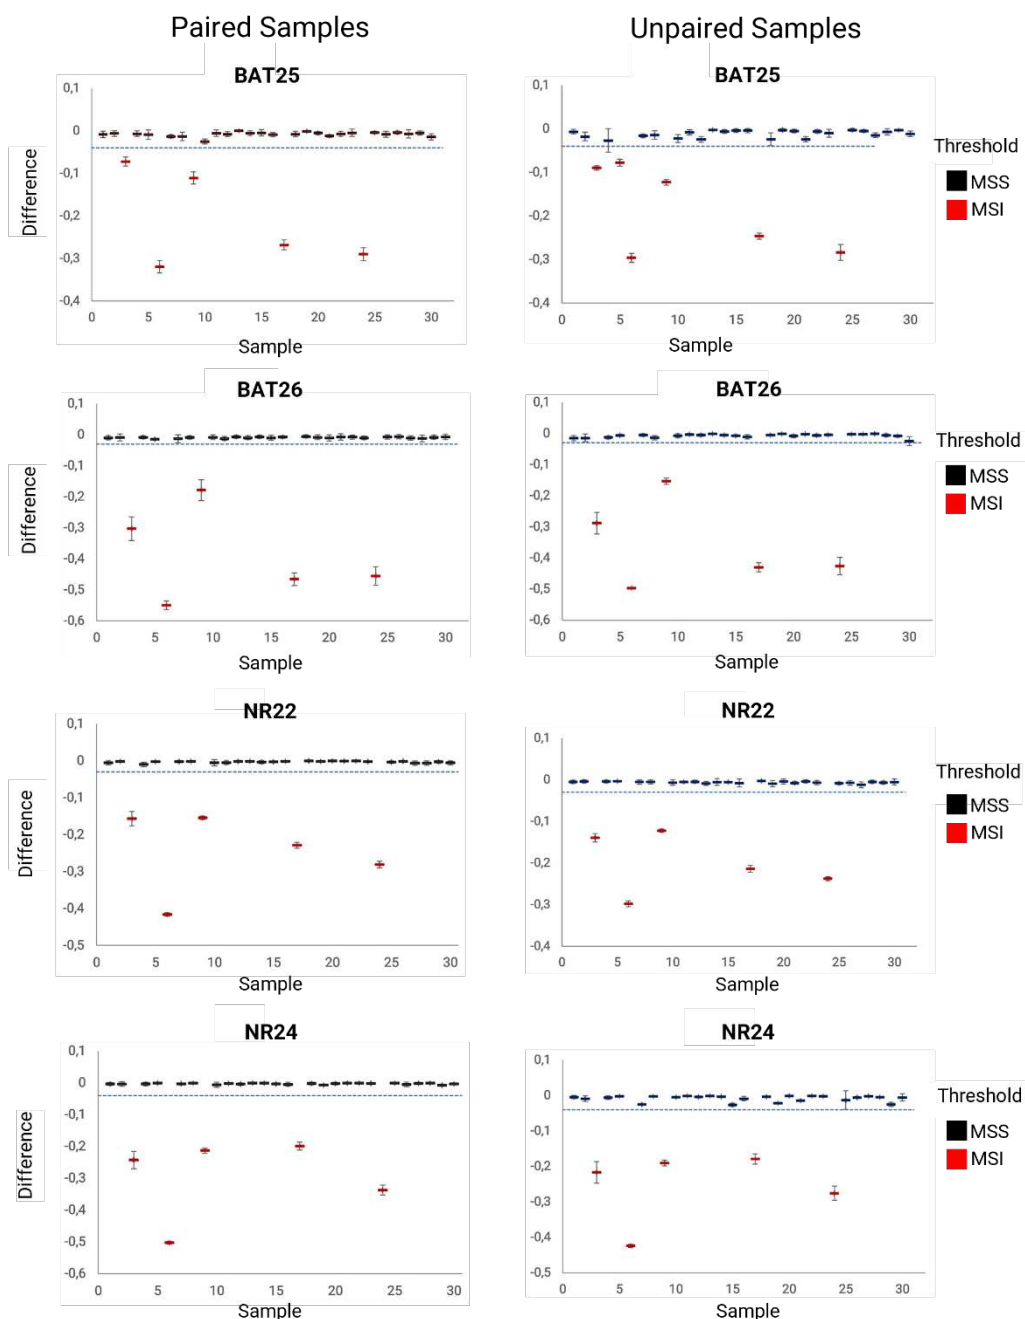 Paired Samples
Unpaired Samples
BAT25
0,1
0
-0,1
-0,2
-0,3
-0,4
0 5 10 15 20 25 30
Difference
Sample
BAT25
0,1
0
-0,1
-0,2
-0,3
-0,4
0 5 10 15 20 25 30
Sample
Threshold
MSS
MSI
BAT26
0,1
0
-0,1
-0,2
-0,3
-0,4
-0,5
-0,6
0 5 10 15 20 25 30
Difference
Sample
BAT26
0,1
0
-0,1
-0,2
-0,3
-0,4
-0,5
-0,6
0 5 10 15 20 25 30
Sample
Threshold
MSS
MSI
NR22
0,1
0
-0,1
-0,2
-0,3
-0,4
-0,5
0 5 10 15 20 25 30
Difference
Sample
NR22
0,1
0
-0,1
-0,2
-0,3
-0,4
0 5 10 15 20 25 30
Sample
Threshold
MSS
MSI
NR24
0,1
0
-0,1
-0,2
-0,3
-0,4
-0,5
-0,6
0 5 10 15 20 25 30
Difference
Sample
NR24
0,1
0
-0,1
-0,2
-0,3
-0,4
-0,5
0 5 10 15 20 25 30
Sample
Threshold
MSS
MSI